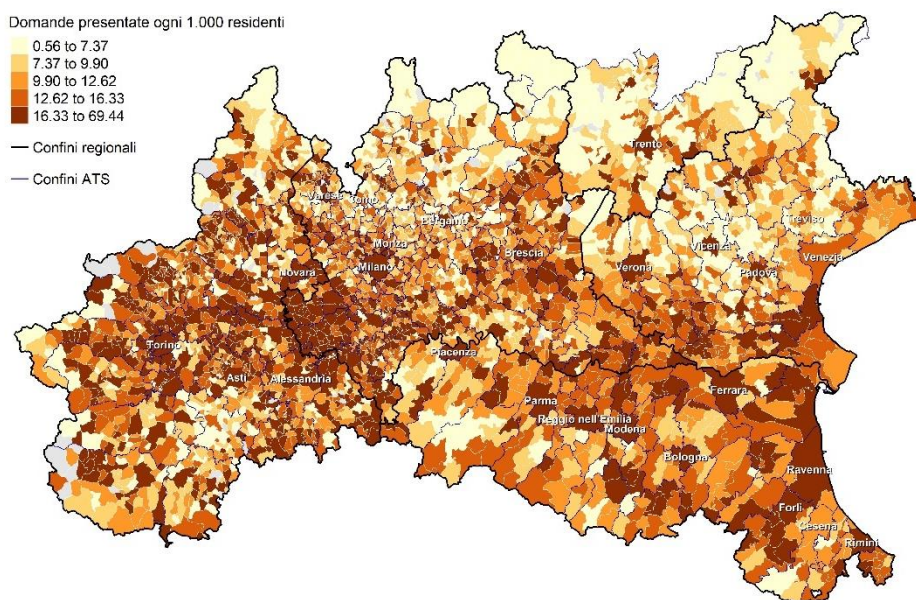 Domande presentate ogni 1.000 residenti
0.56 to 7.37
7.37 to 9.90
9.90 to 12.62
12.62 to 16.33
16.33 to 69.44
Confini regionali
Confini ATS
Trento
Varese
Como
Bergamo
Treviso
Monza
Brescia
Vicenza
Venezia
Novara
Milano
Verona
Padova
Torino
Piacenza
Asti
Alessandria
Ferrara
Parma
Reggio nell'Emilia
Modena
Bologna
Ravenna
Forlì
Cesena
Rimini